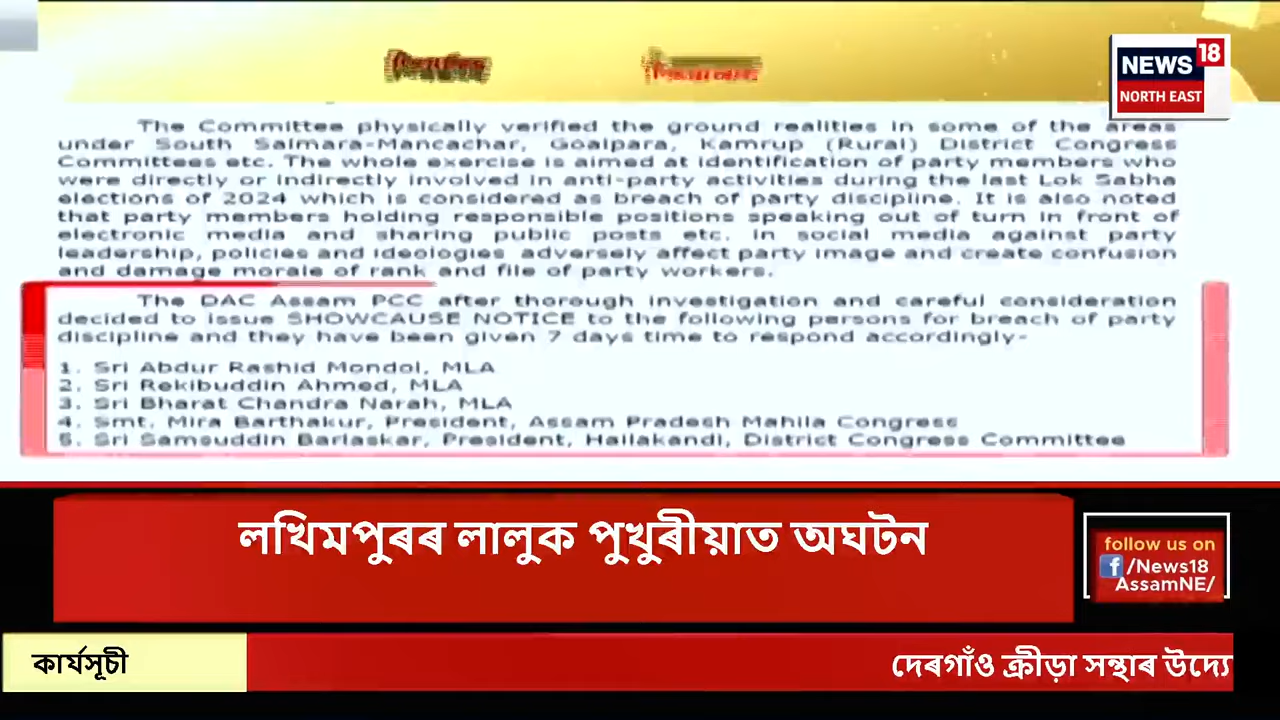 NEWS 18
NORTH EAST
The Committee physically verified the ground realities in some of the areas
under South Salmara-Mancachar, Goalpara, Kamrup (Rural) District Congress
Committees etc. The whole exercise is aimed at identification of party members who
were directly or indirectly involved in anti-party activities during the last Lok Sabha
elections of 2024 which is considered as breach of party discipline. It is also noted
that party members holding responsible positions speaking out of turn in front of
electronic media and sharing public posts etc. in social media against party
leadership, policies and ideologies adversely affect party image and create confusion
and damage morale of rank and file of party workers.
The DAC Assam PCC after thorough investigation and careful consideration
decided to issue SHOWCAUSE NOTICE to the following persons for breach of party
discipline and they have been given 7 days time to respond accordingly-
1. Sri Abdur Rashid Mondol, MLA
2. Sri Rekibuddin Ahmed, MLA
3. Sri Bharat Chandra Narah, MLA
4. Smt. Mira Barthakur, President, Assam Pradesh Mahila Congress
5. Sri Samsuddin Barlaskar, President, Hailakandi, District Congress Committee
লখিমপুৰৰ লালুক পুখুৰীয়াত অঘটন
follow us on
/News18
AssamNE/
কাৰ্যসূচী
দেৰগাঁও ক্ৰীড়া সন্থাৰ উদ্যে